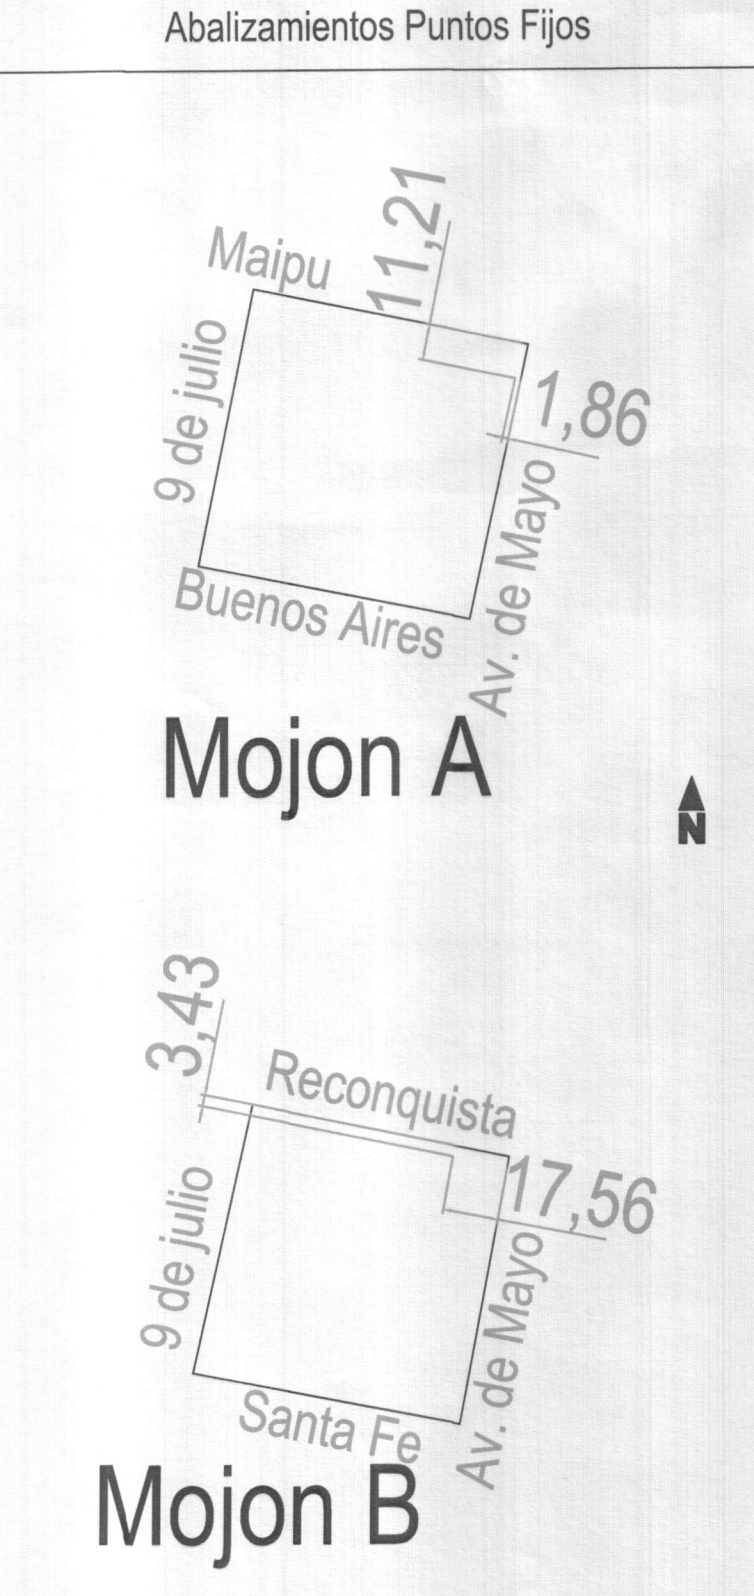 Abalizamientos Puntos Fijos
11,21
Maipu
9 de julio
1,86
Av. de Mayo
Buenos Aires
Mojon A
N
3,43
Reconquista
17,56
9 de julio
Av. de Mayo
Santa Fe
Mojon B